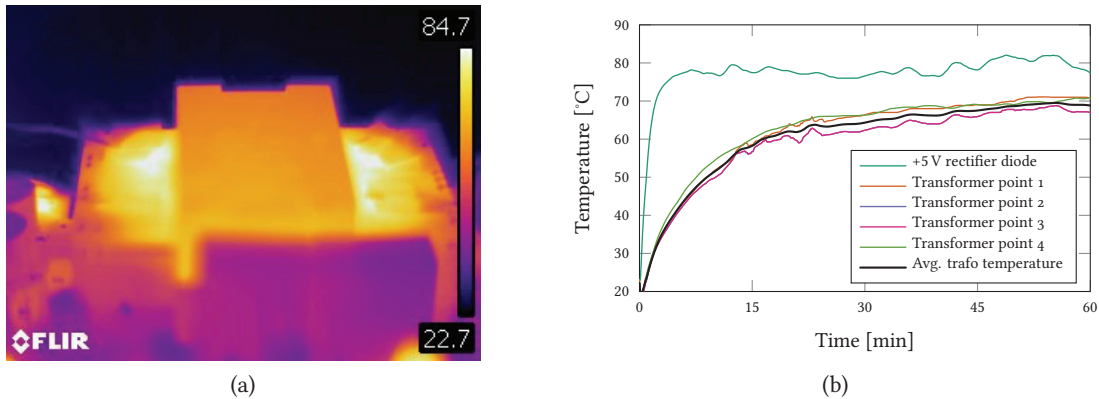 84.7
22.7
FLIR
(a)
Temperature [°C]
90
80
70
60
50
40
30
20
0
15
30
45
60
Time [min]
+5 V rectifier diode
Transformer point 1
Transformer point 2
Transformer point 3
Transformer point 4
Avg. trafo temperature
(b)